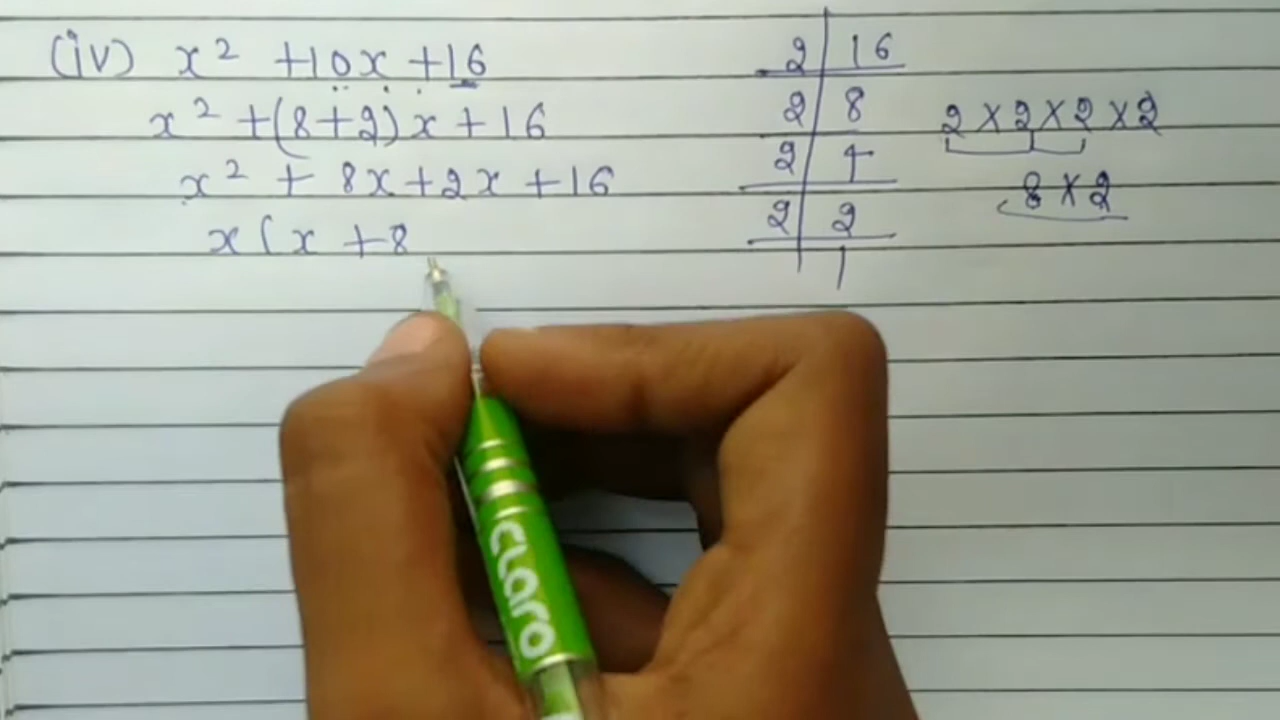 (iv) x² +10x +16
x² +(8+2)x +16
x² + 8x+2x +16
x(x +8
2 | 16
2 | 8
2 | 4
2 | 2
1
2×2×2×2
8×2
CLARO